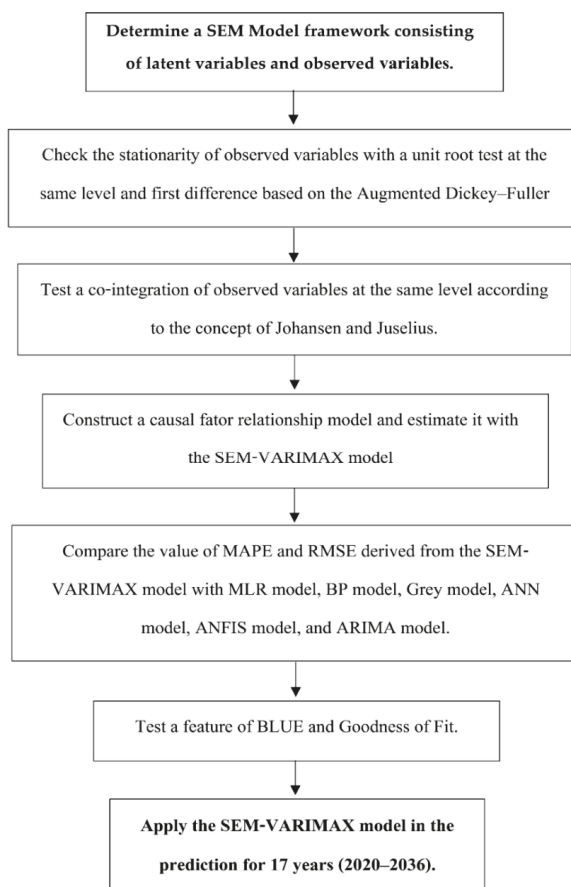 Determine a SEM Model framework consisting
of latent variables and observed variables.
Check the stationarity of observed variables with a unit root test at the
same level and first difference based on the Augmented Dickey–Fuller
Test a co-integration of observed variables at the same level according
to the concept of Johansen and Juselius.
Construct a causal fator relationship model and estimate it with
the SEM-VARIMAX model
Compare the value of MAPE and RMSE derived from the SEM-
VARIMAX model with MLR model, BP model, Grey model, ANN
model, ANFIS model, and ARIMA model.
Test a feature of BLUE and Goodness of Fit.
Apply the SEM-VARIMAX model in the
prediction for 17 years (2020–2036).